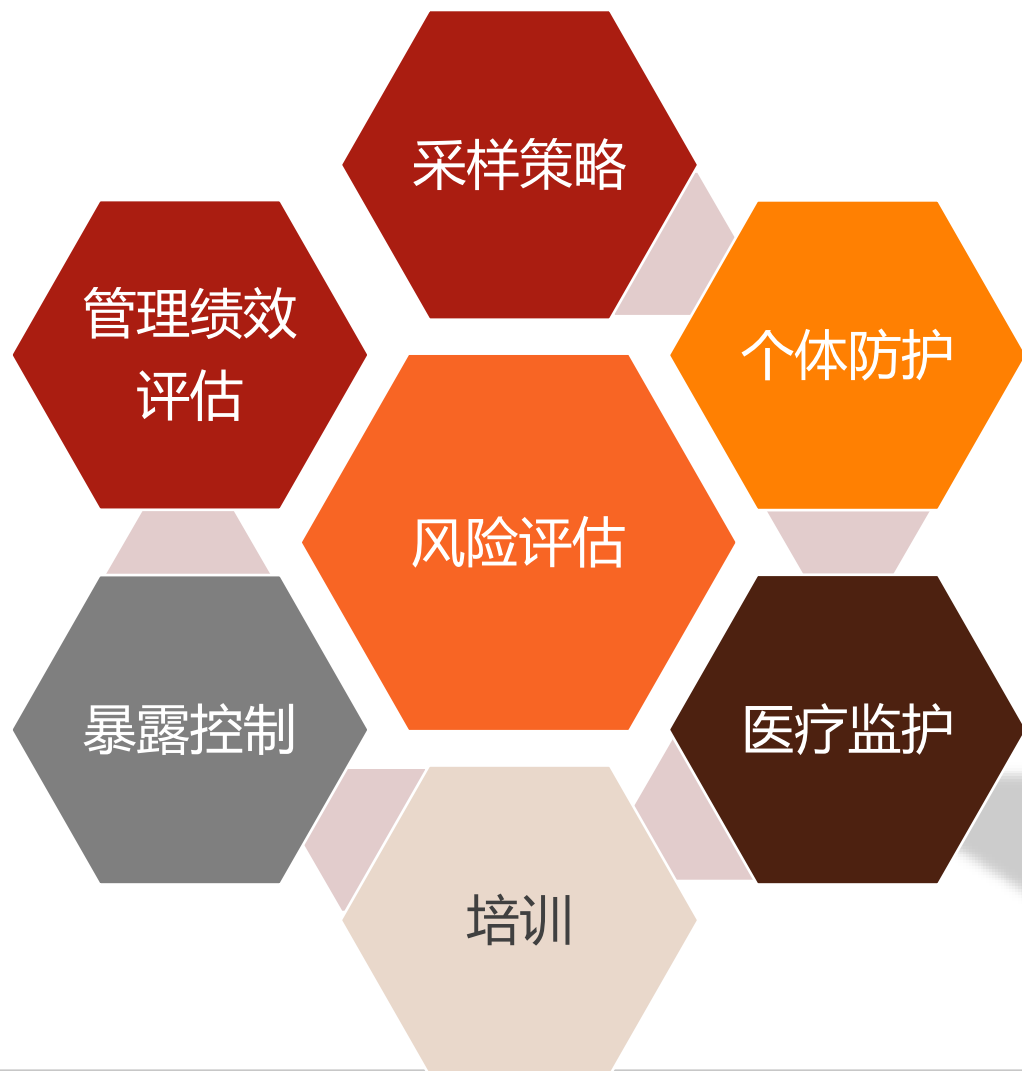 采样策略
管理绩效
评估
个体防护
风险评估
暴露控制
医疗监护
培训